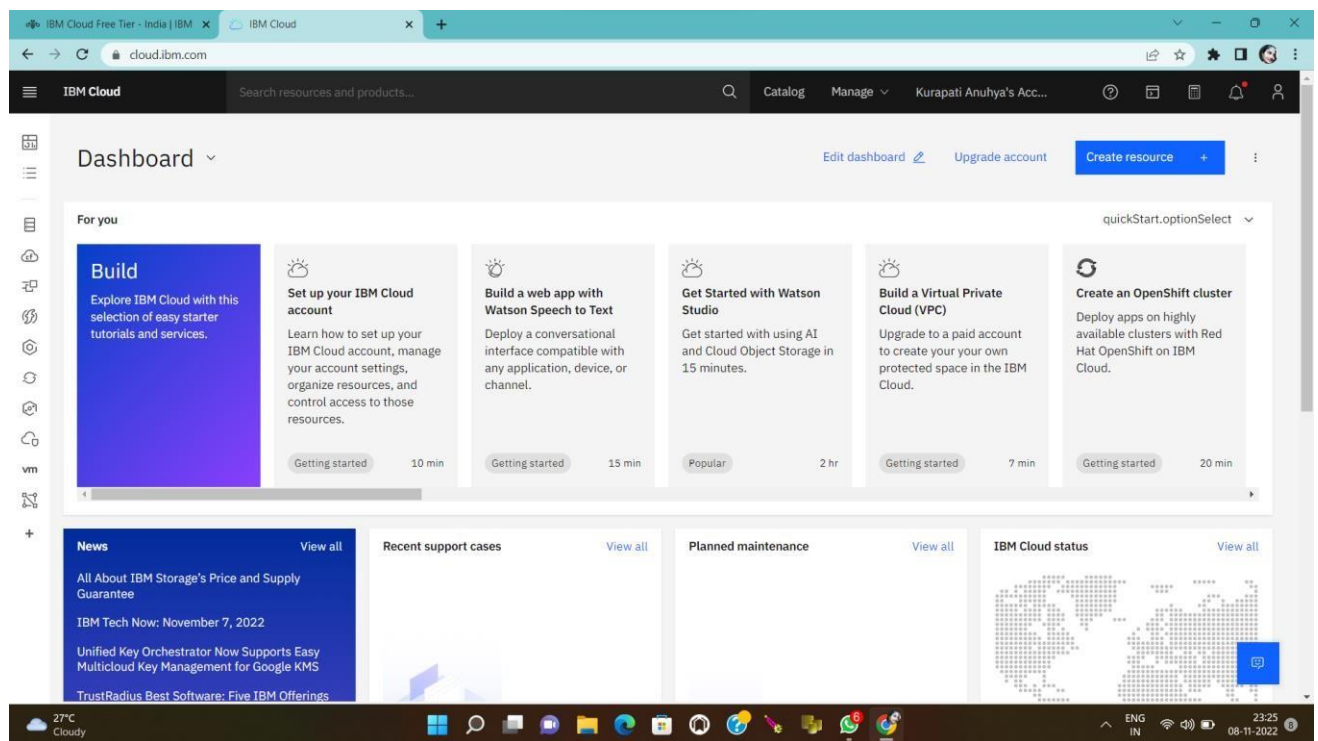 IBM Cloud Free Tier - India | IBM
IBM Cloud
cloud.ibm.com
IBM Cloud
Search resources and products...
Catalog
Manage
Kurapati Anuhya's Acc...
Dashboard
Edit dashboard
Upgrade account
Create resource +
For you
quickStart.optionSelect
Build
Explore IBM Cloud with this
selection of easy starter
tutorials and services.
Set up your IBM Cloud
account
Learn how to set up your
IBM Cloud account, manage
your account settings,
organize resources, and
control access to those
resources.
Getting started
10 min
Build a web app with
Watson Speech to Text
Deploy a conversational
interface compatible with
any application, device, or
channel.
Getting started
15 min
Get Started with Watson
Studio
Get started with using AI
and Cloud Object Storage in
15 minutes.
Popular
2 hr
Build a Virtual Private
Cloud (VPC)
Upgrade to a paid account
to create your your own
protected space in the IBM
Cloud.
Getting started
7 min
Create an OpenShift cluster
Deploy apps on highly
available clusters with Red
Hat OpenShift on IBM
Cloud.
Getting started
20 min
vm
News
View all
All About IBM Storage's Price and Supply
Guarantee
IBM Tech Now: November 7, 2022
Unified Key Orchestrator Now Supports Easy
Multicloud Key Management for Google KMS
TrustRadius Best Software: Five IBM Offerings
Recent support cases
View all
Planned maintenance
View all
IBM Cloud status
View all
27°C
Cloudy
6
ENG
IN
23:25
08-11-2022
8